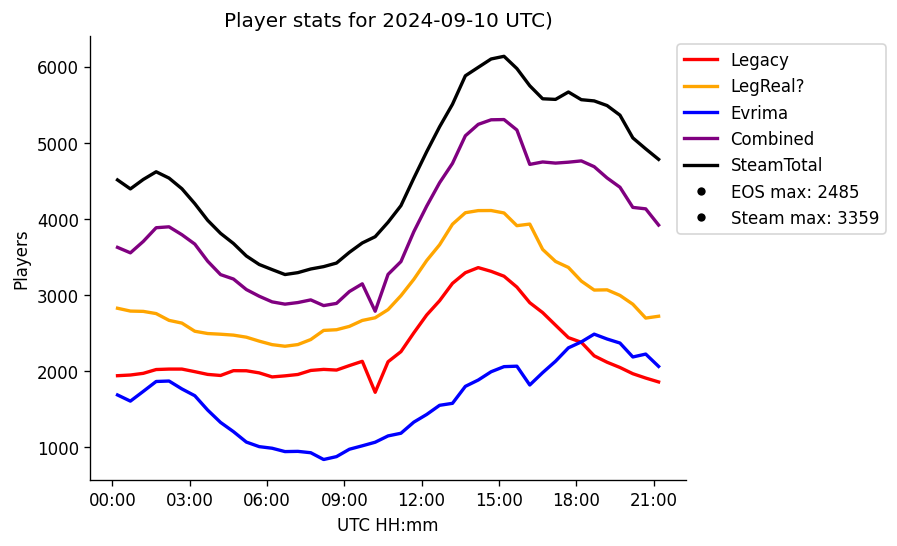 Player stats for 2024-09-10 UTC)
Legacy
LegReal?
Evrima
Combined
SteamTotal
EOS max: 2485
Steam max: 3359
6000
5000
4000
3000
2000
1000
Players
00:00 03:00 06:00 09:00 12:00 15:00 18:00 21:00
UTC HH:mm